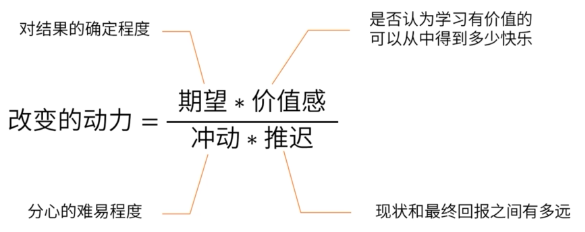 对结果的确定程度
是否认为学习有价值的
可以从中得到多少快乐
改变的动力 = 期望 * 价值感
冲动 * 推迟
分心的难易程度
现状和最终回报之间有多远